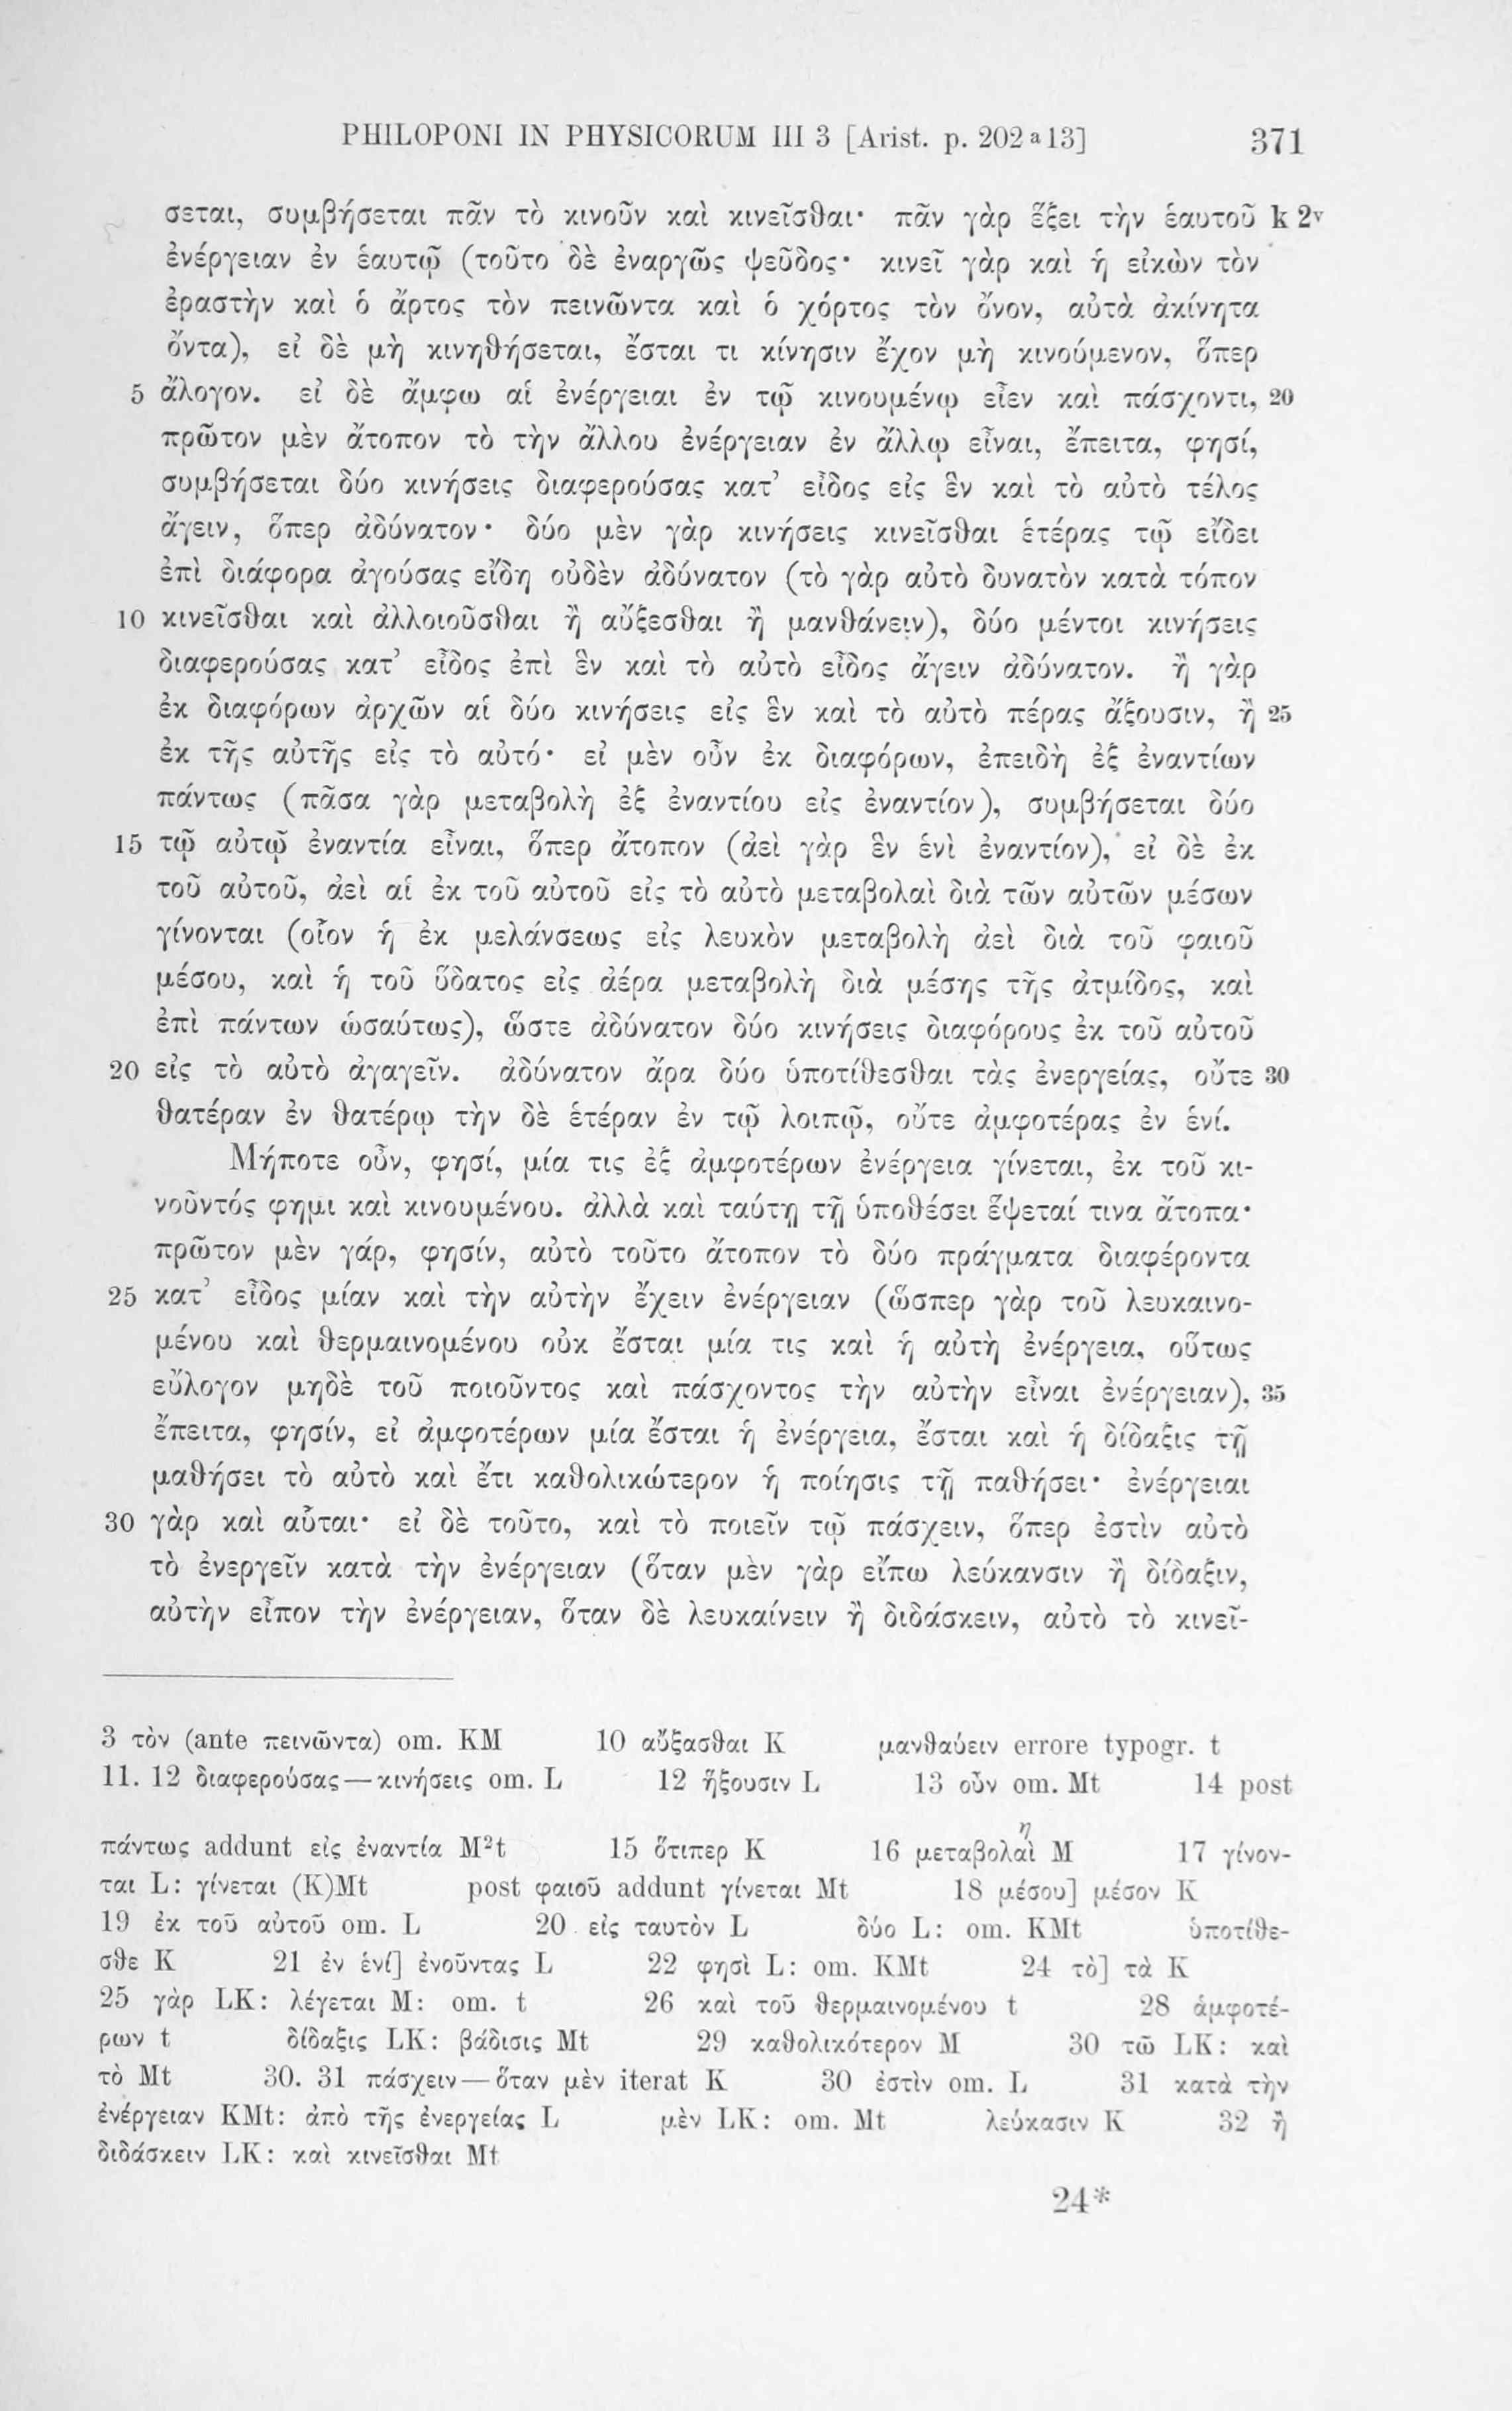 PHILOPONI IN PHYSICORUM III 3 [Arist. p. 202 a 13] 371
σεται, συμβήσεται πᾶν τὸ κινοῦν καὶ κινεῖσθαι· πᾶν γὰρ ἕξει τὴν ἑαυτοῦ k 2v
ἐνέργειαν ἐν ἑαυτῷ (τοῦτο δὲ ἐναργῶς ψεῦδος· κινεῖ γὰρ καὶ ἡ εἰκὼν τὸν
ἐραστὴν καὶ ὁ ἄρτος τὸν πεινῶντα καὶ ὁ χόρτος τὸν ὄνον, αὐτὰ ἀκίνητα
ὄντα), εἰ δὲ μὴ κινηθήσεται, ἔσται τι κίνησιν ἔχον μὴ κινούμενον, ὅπερ
5 ἄλογον. εἰ δὲ ἄμφω αἱ ἐνέργειαι ἐν τῷ κινουμένῳ εἶεν καὶ πάσχοντι, 20
πρῶτον μὲν ἄτοπον τὸ τὴν ἄλλου ἐνέργειαν ἐν ἄλλῳ εἶναι, ἔπειτα, φησί,
συμβήσεται δύο κινήσεις διαφερούσας κατ’ εἶδος εἰς ἓν καὶ τὸ αὐτὸ τέλος
ἄγειν, ὅπερ ἀδύνατον· δύο μὲν γὰρ κινήσεις κινεῖσθαι ἑτέρας τῷ εἴδει
ἐπὶ διάφορα ἀγούσας εἴδη οὐδὲν ἀδύνατον (τὸ γὰρ αὐτὸ δυνατὸν κατὰ τόπον
10 κινεῖσθαι καὶ ἀλλοιοῦσθαι ἢ αὔξεσθαι ἢ μανθάνειν), δύο μέντοι κινήσεις
διαφερούσας κατ’ εἶδος ἐπὶ ἓν καὶ τὸ αὐτὸ εἶδος ἄγειν ἀδύνατον. ἢ γὰρ
ἐκ διαφόρων ἀρχῶν αἱ δύο κινήσεις εἰς ἓν καὶ τὸ αὐτὸ πέρας ἄξουσιν, ἢ 25
ἐκ τῆς αὐτῆς εἰς τὸ αὐτό· εἰ μὲν οὖν ἐκ διαφόρων, ἐπειδὴ ἐξ ἐναντίων
πάντως (πᾶσα γὰρ μεταβολὴ ἐξ ἐναντίου εἰς ἐναντίον), συμβήσεται δύο
15 τῷ αὐτῷ ἐναντία εἶναι, ὅπερ ἄτοπον (ἀεὶ γὰρ ἓν ἑνὶ ἐναντίον), εἰ δὲ ἐκ
τοῦ αὐτοῦ, ἀεὶ αἱ ἐκ τοῦ αὐτοῦ εἰς τὸ αὐτὸ μεταβολαὶ διὰ τῶν αὐτῶν μέσων
γίνονται (οἷον ἡ ἐκ μελάνσεως εἰς λευκὸν μεταβολὴ ἀεὶ διὰ τοῦ φαιοῦ
μέσου, καὶ ἡ τοῦ ὕδατος εἰς ἀέρα μεταβολὴ διὰ μέσης τῆς ἀτμίδος, καὶ
ἐπὶ πάντων ὡσαύτως), ὥστε ἀδύνατον δύο κινήσεις διαφόρους ἐκ τοῦ αὐτοῦ
20 εἰς τὸ αὐτὸ ἀγαγεῖν. ἀδύνατον ἄρα δύο ὑποτίθεσθαι τὰς ἐνεργείας, οὔτε 30
θατέραν ἐν θατέρῳ τὴν δὲ ἑτέραν ἐν τῷ λοιπῷ, οὔτε ἀμφοτέρας ἐν ἑνί.
Μήποτε οὖν, φησί, μία τις ἐξ ἀμφοτέρων ἐνέργεια γίνεται, ἐκ τοῦ κι-
νοῦντός φημι καὶ κινουμένου. ἀλλὰ καὶ ταύτῃ τῇ ὑποθέσει ἕψεταί τινα ἄτοπα·
πρῶτον μὲν γάρ, φησίν, αὐτὸ τοῦτο ἄτοπον τὸ δύο πράγματα διαφέροντα
25 κατ’ εἶδος μίαν καὶ τὴν αὐτὴν ἔχειν ἐνέργειαν (ὥσπερ γὰρ τοῦ λευκαινο-
μένου καὶ θερμαινομένου οὐκ ἔσται μία τις καὶ ἡ αὐτὴ ἐνέργεια, οὕτως
εὔλογον μηδὲ τοῦ ποιοῦντος καὶ πάσχοντος τὴν αὐτὴν εἶναι ἐνέργειαν), 35
ἔπειτα, φησίν, εἰ ἀμφοτέρων μία ἔσται ἡ ἐνέργεια, ἔσται καὶ ἡ δίδαξις τῇ
μαθήσει τὸ αὐτὸ καὶ ἔτι καθολικώτερον ἡ ποίησις τῇ παθήσει· ἐνέργειαι
30 γὰρ καὶ αὗται· εἰ δὲ τοῦτο, καὶ τὸ ποιεῖν τῷ πάσχειν, ὅπερ ἐστὶν αὐτὸ
τὸ ἐνεργεῖν κατὰ τὴν ἐνέργειαν (ὅταν μὲν γὰρ εἴπω λεύκανσιν ἢ δίδαξιν,
αὐτὴν εἶπον τὴν ἐνέργειαν, ὅταν δὲ λευκαίνειν ἢ διδάσκειν, αὐτὸ τὸ κινεῖ-
3 τὸν (ante πεινῶντα) om. KM 10 αὔξασθαι K μανθαύειν errore typogr. t
11. 12 διαφερούσας — κινήσεις om. L 12 ἥξουσιν L 13 οὖν om. Mt 14 post
πάντως addunt εἰς ἐναντία M²t 15 ὅτιπερ K 16 μεταβολαὶ η M 17 γίνον-
ται L: γίνεται (K)Mt post φαιοῦ addunt γίνεται Mt 18 μέσου] μέσον K
19 ἐκ τοῦ αὐτοῦ om. L 20 εἰς ταυτὸν L δύο L: om. KMt ὑποτίθε-
σθε K 21 ἐν ἑνί] ἑνοῦντας L 22 φησὶ L: om. KMt 24 τὸ] τὰ K
25 γὰρ LK: λέγεται M: om. t 26 καὶ τοῦ θερμαινομένου t 28 ἀμφοτέ-
ρων t δίδαξις LK: βάδισις Mt 29 καθολικότερον M 30 τῶ LK: καὶ
τὸ Mt 30. 31 πάσχειν — ὅταν μὲν iterat K 30 ἐστὶν om. L 31 κατὰ τὴν
ἐνέργειαν KMt: ἀπὸ τῆς ἐνεργείας L μὲν LK: om. Mt λεύκασιν K 32 ἢ
διδάσκειν LK: καὶ κινεῖσθαι Mt
24*